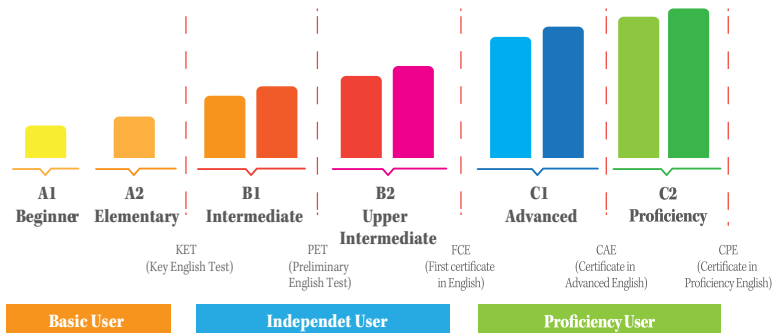 A1
Beginner
A2
Elementary
B1
Intermediate
B2
Upper
Intermediate
C1
Advanced
C2
Proficiency
KET
(Key English Test)
PET
(Preliminary
English Test)
FCE
(First certificate
in English)
CAE
(Certificate in
Advanced English)
CPE
(Certificate in
Proficiency English)
Basic User
Independet User
Proficiency User